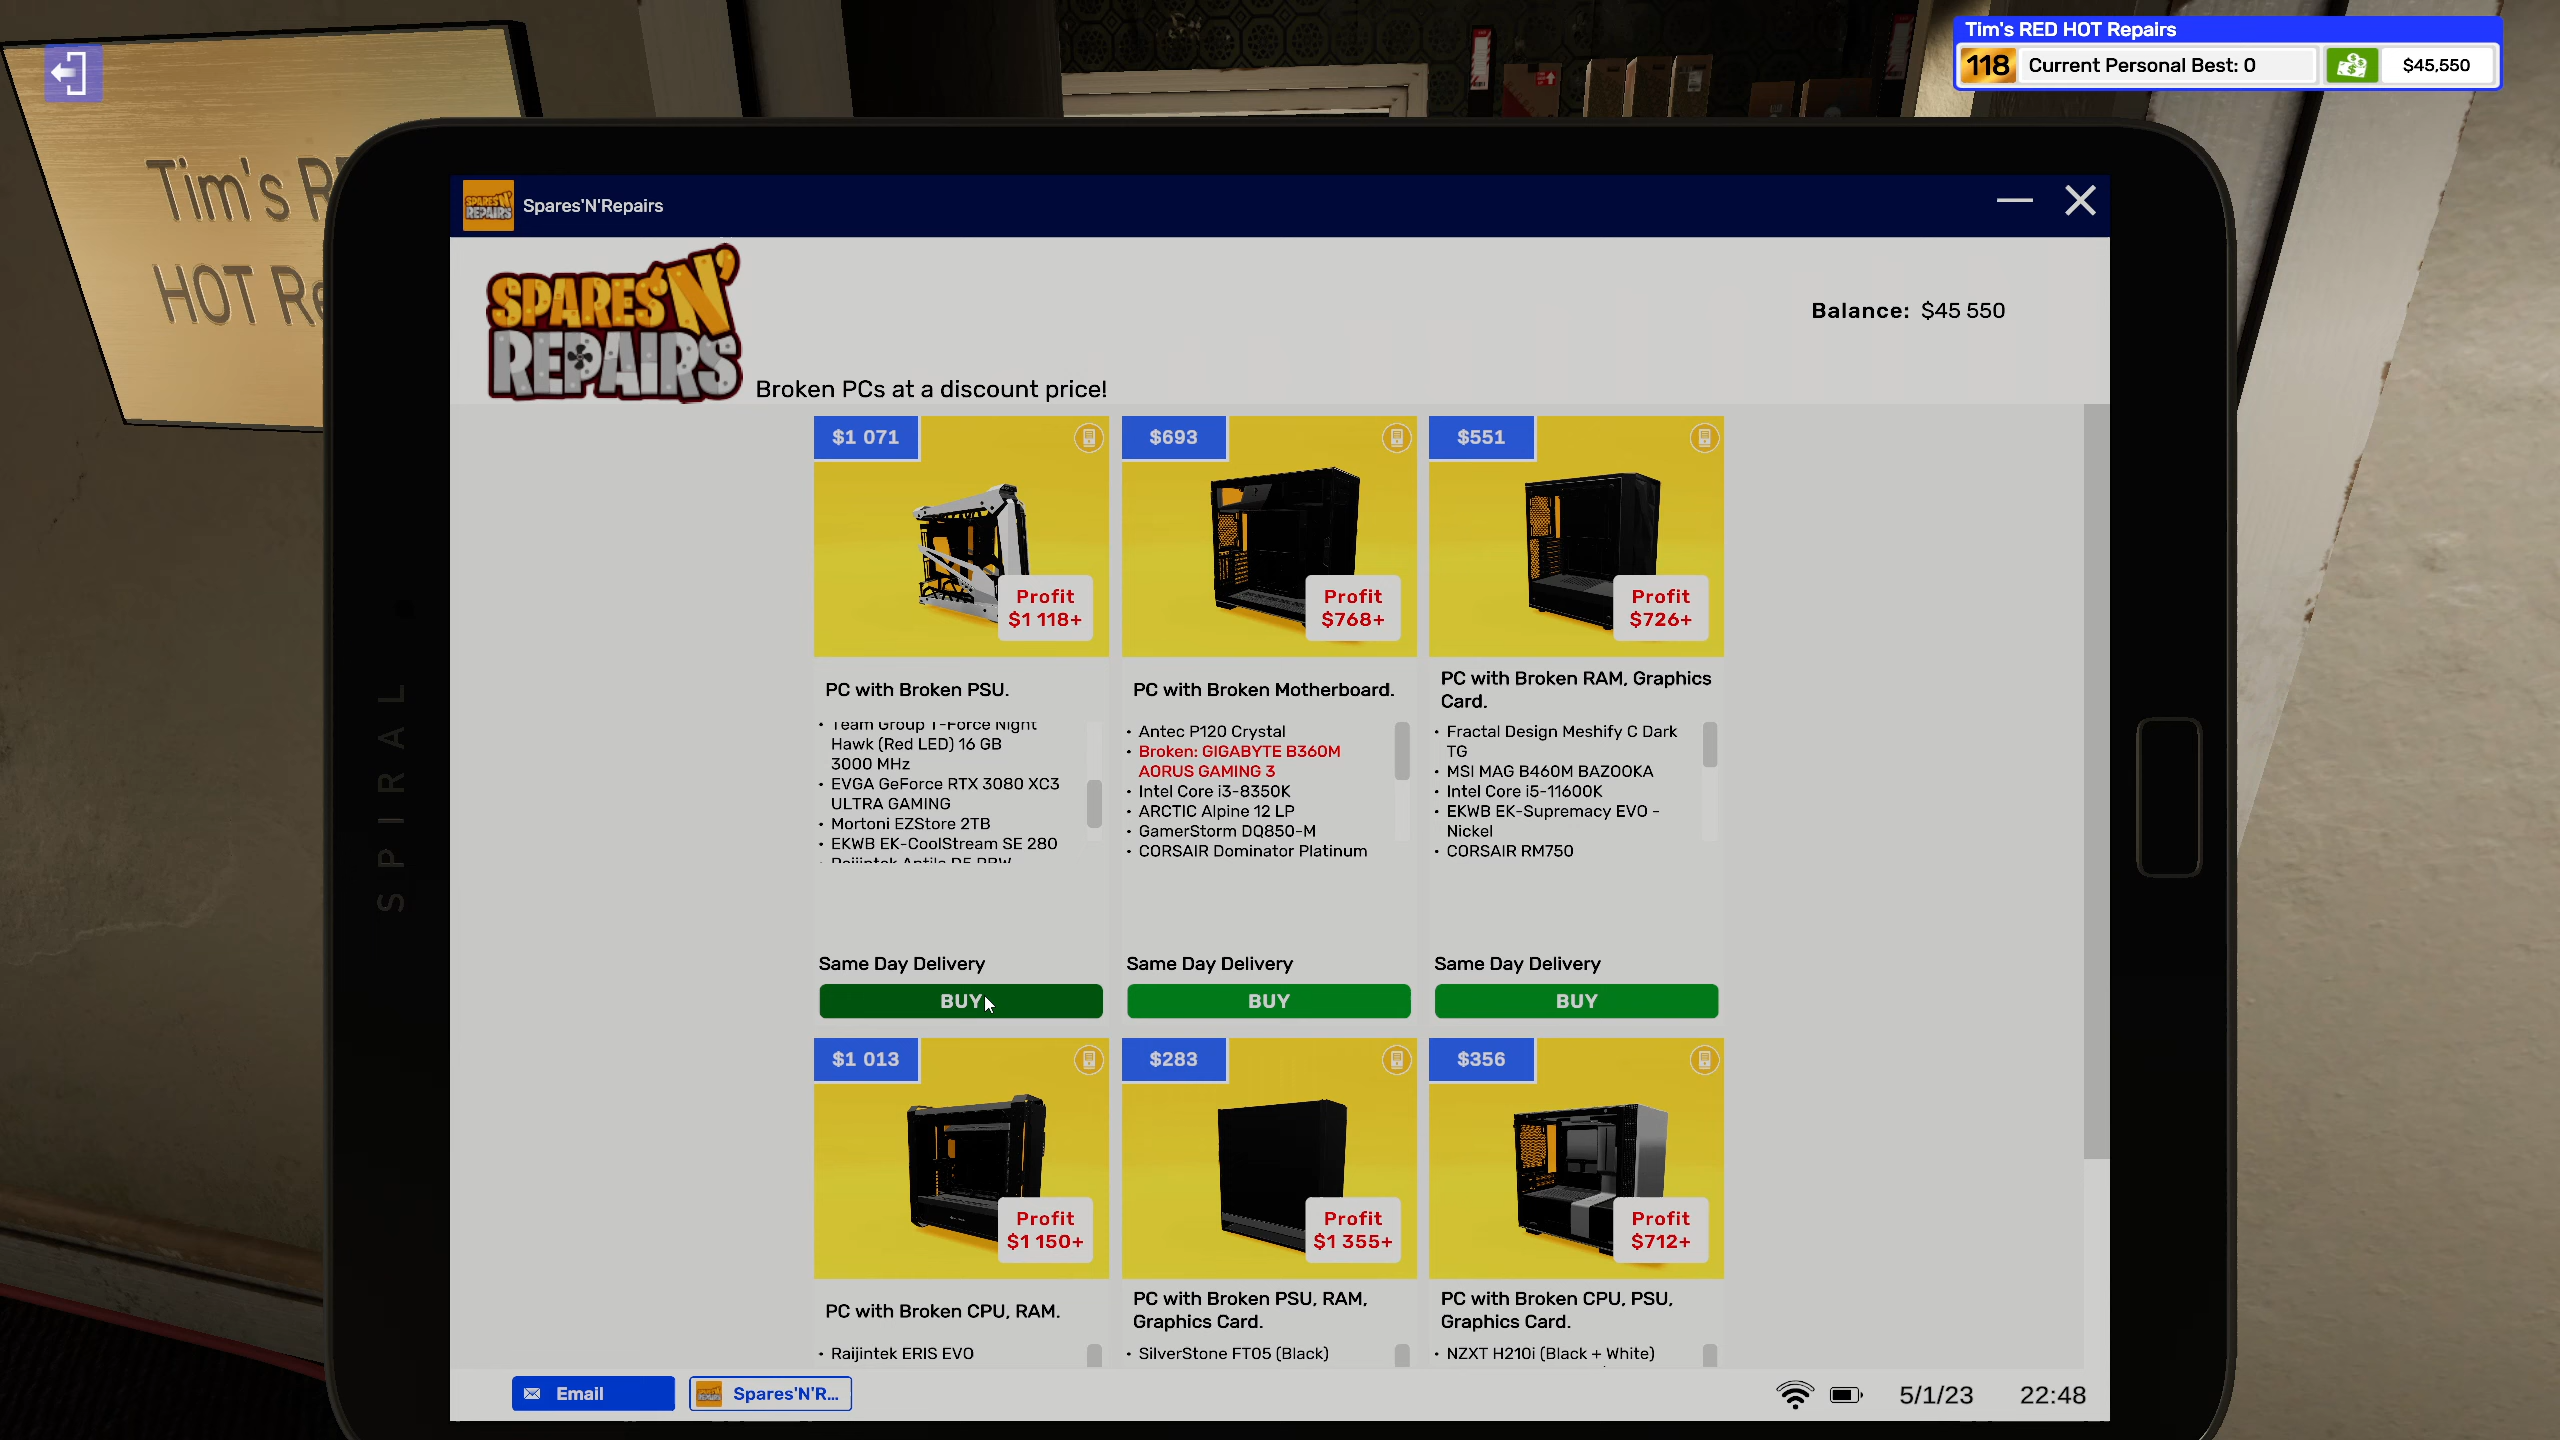 Tim's RED HOT Repairs
118 Current Personal Best: 0 $45,550
Tim's R
HOT Re
SPARES'N' REPAIRS Spares'N'Repairs
SPARES'N'
REPAIRS
Balance: $45 550
Broken PCs at a discount price!
$1 071
Profit
$1 118+
PC with Broken PSU.
• Team Group T-Force Night
Hawk (Red LED) 16 GB
3000 MHz
• EVGA GeForce RTX 3080 XC3
ULTRA GAMING
• Mortoni EZStore 2TB
• EKWB EK-CoolStream SE 280
Same Day Delivery
BUY
$693
Profit
$768+
PC with Broken Motherboard.
• Antec P120 Crystal
• Broken: GIGABYTE B360M
AORUS GAMING 3
• Intel Core i3-8350K
• ARCTIC Alpine 12 LP
• GamerStorm DQ850-M
• CORSAIR Dominator Platinum
Same Day Delivery
BUY
$551
Profit
$726+
PC with Broken RAM, Graphics
Card.
• Fractal Design Meshify C Dark
TG
• MSI MAG B460M BAZOOKA
• Intel Core i5-11600K
• EKWB EK-Supremacy EVO -
Nickel
• CORSAIR RM750
Same Day Delivery
BUY
$1 013
Profit
$1 150+
PC with Broken CPU, RAM.
• Raijintek ERIS EVO
$283
Profit
$1 355+
PC with Broken PSU, RAM,
Graphics Card.
• SilverStone FT05 (Black)
$356
Profit
$712+
PC with Broken CPU, PSU,
Graphics Card.
• NZXT H210i (Black + White)
SPIRAL
Email
Spares'N'R...
5/1/23 22:48